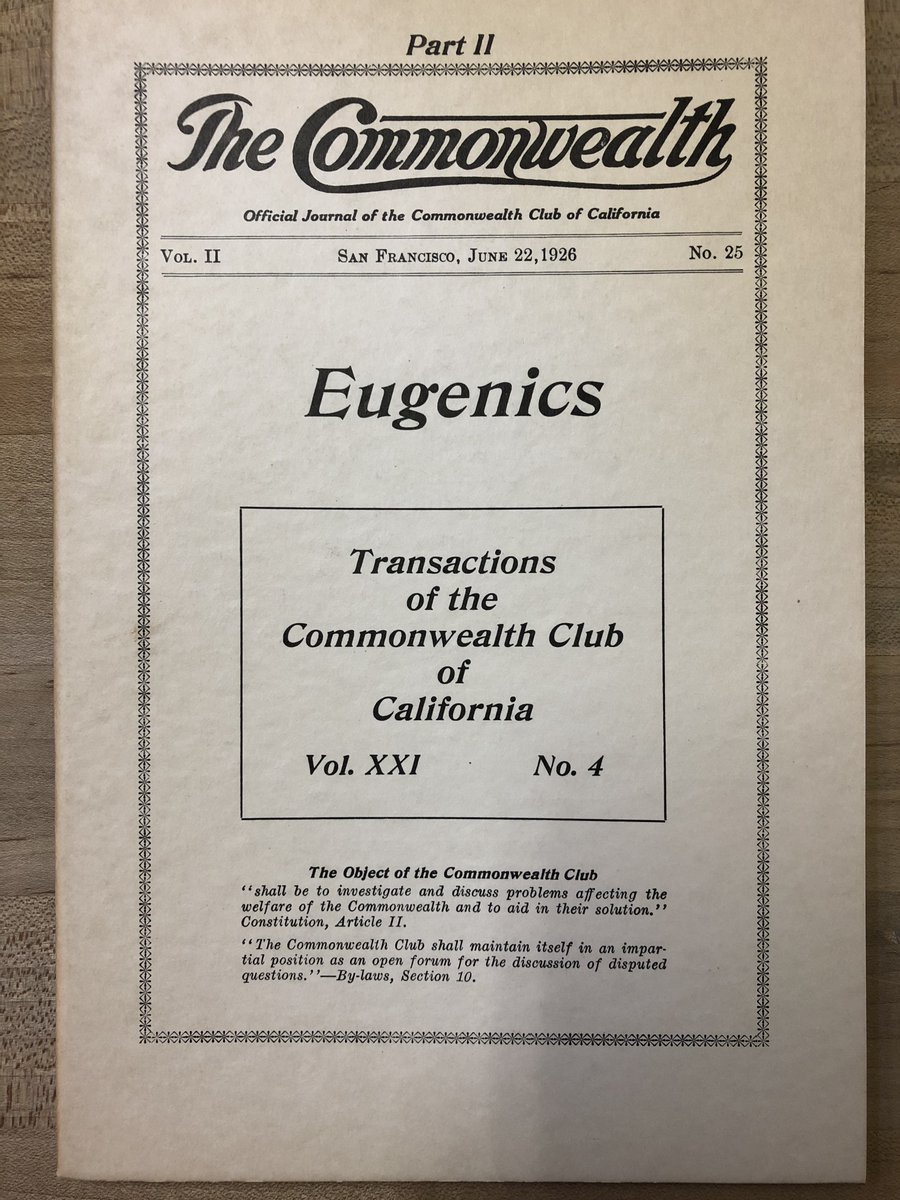 Part II
The Commonwealth
Official Journal of the Commonwealth Club of California
Vol. II San Francisco, June 22,1926 No. 25
Eugenics
Transactions
of the
Commonwealth Club
of
California
Vol. XXI No. 4
The Object of the Commonwealth Club
‘‘shall be to investigate and discuss problems affecting the
welfare of the Commonwealth and to aid in their solution.’’
Constitution, Article II.
‘‘The Commonwealth Club shall maintain itself in an impar-
tial position as an open forum for the discussion of disputed
questions.’’—By-laws, Section 10.